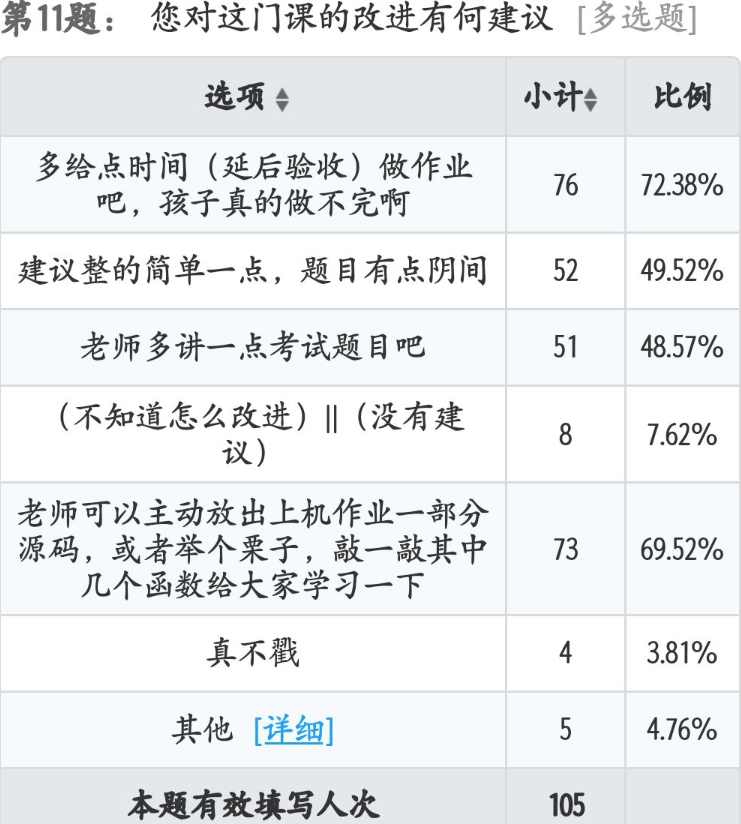 第11题： 您对这门课的改进有何建议 [多选题]
选项 小计 比例
多给点时间（延后验收）做作业
吧，孩子真的做不完啊 76 72.38%
建议整的简单一点，题目有点阴间 52 49.52%
老师多讲一点考试题目吧 51 48.57%
（不知道怎么改进）||（没有建
议） 8 7.62%
老师可以主动放出上机作业一部分
源码，或者举个栗子，敲一敲其中 73 69.52%
几个函数给大家学习一下
真不戳 4 3.81%
其他 [详细] 5 4.76%
本题有效填写人次 105